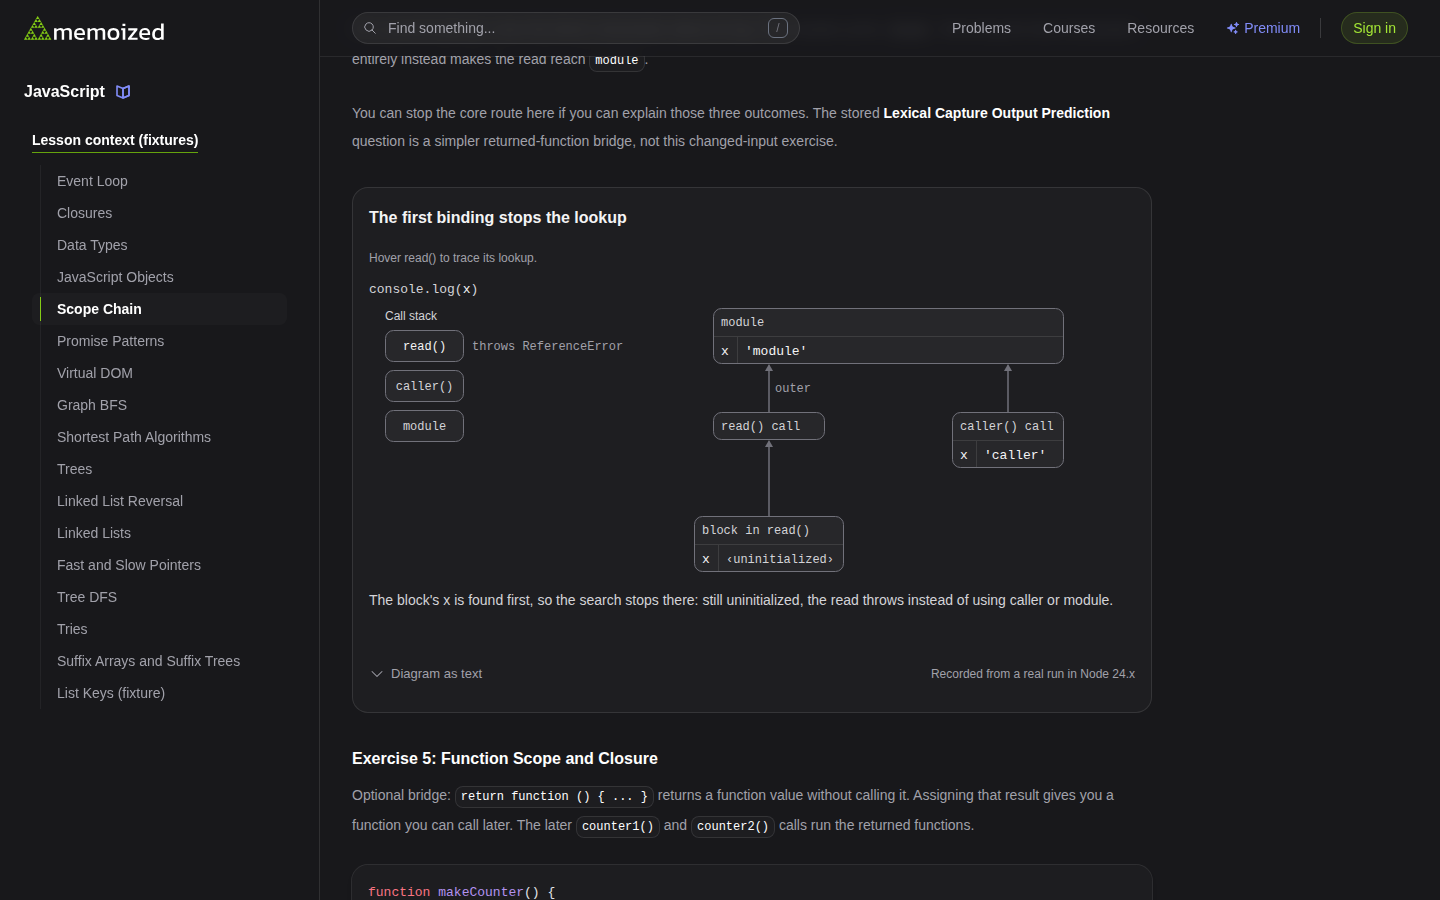 memoized
Find something...
/
Problems
Courses
Resources
Premium
Sign in
JavaScript
Lesson context (fixtures)
Event Loop
Closures
Data Types
JavaScript Objects
Scope Chain
Promise Patterns
Virtual DOM
Graph BFS
Shortest Path Algorithms
Trees
Linked List Reversal
Linked Lists
Fast and Slow Pointers
Tree DFS
Tries
Suffix Arrays and Suffix Trees
List Keys (fixture)
entirely instead makes the read reach module.
You can stop the core route here if you can explain those three outcomes. The stored Lexical Capture Output Prediction
question is a simpler returned-function bridge, not this changed-input exercise.
The first binding stops the lookup
Hover read() to trace its lookup.
console.log(x)
Call stack
read() throws ReferenceError
caller()
module
module
x 'module'
outer
read() call
caller() call
x 'caller'
block in read()
x ‹uninitialized›
The block's x is found first, so the search stops there: still uninitialized, the read throws instead of using caller or module.
Diagram as text
Recorded from a real run in Node 24.x
Exercise 5: Function Scope and Closure
Optional bridge: return function () { ... } returns a function value without calling it. Assigning that result gives you a
function you can call later. The later counter1() and counter2() calls run the returned functions.
function makeCounter() {